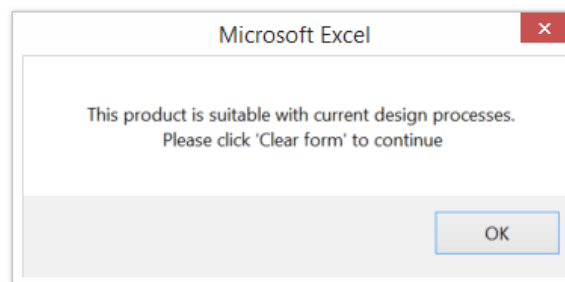 Microsoft Excel
This product is suitable with current design processes.
Please click 'Clear form' to continue
OK